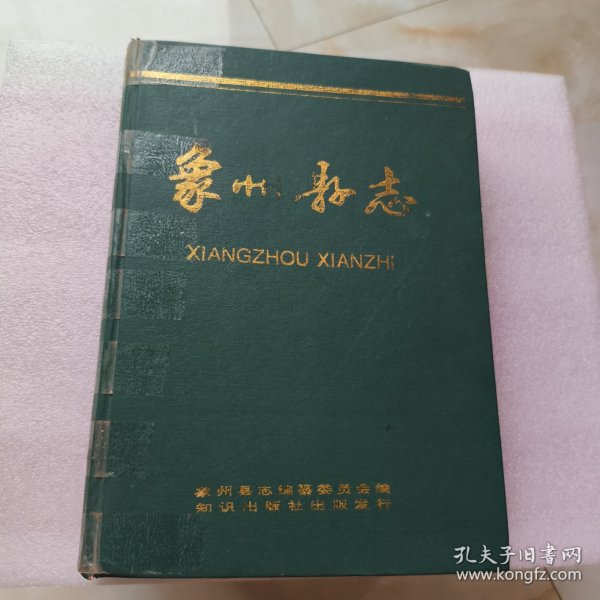 象州县志
XIANGZHOU XIANZHI
象州县志编纂委员会编
知识出版社出版发行
孔夫子旧书网
www.kongfz.com